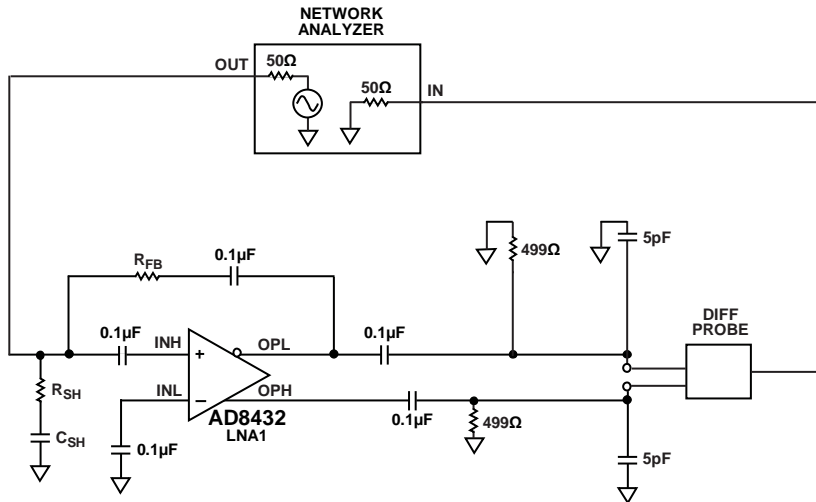 NETWORK
ANALYZER
OUT
50Ω
50Ω
IN
499Ω
5pF
RFB
0.1µF
DIFF
PROBE
0.1µF
INH
+
OPL
0.1µF
RSH
INL
–
OPH
AD8432
LNA1
0.1µF
499Ω
CSH
0.1µF
5pF